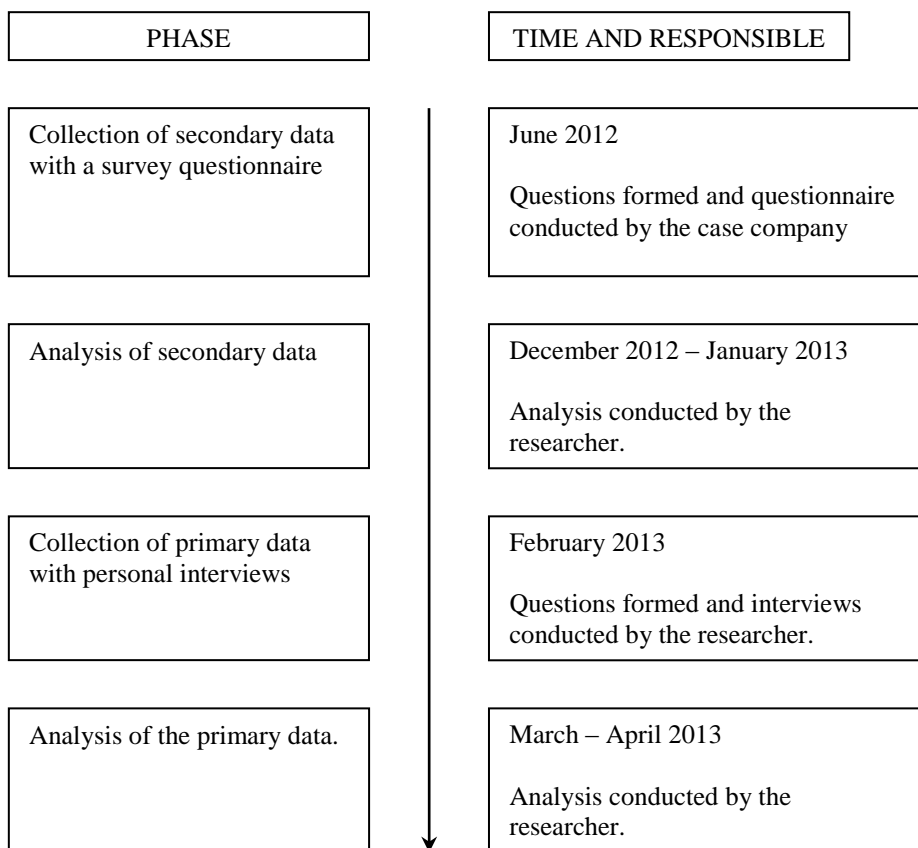 PHASE
TIME AND RESPONSIBLE
Collection of secondary data
with a survey questionnaire
June 2012
Questions formed and questionnaire
conducted by the case company
Analysis of secondary data
December 2012 – January 2013
Analysis conducted by the
researcher.
Collection of primary data
with personal interviews
February 2013
Questions formed and interviews
conducted by the researcher.
Analysis of the primary data.
March – April 2013
Analysis conducted by the
researcher.